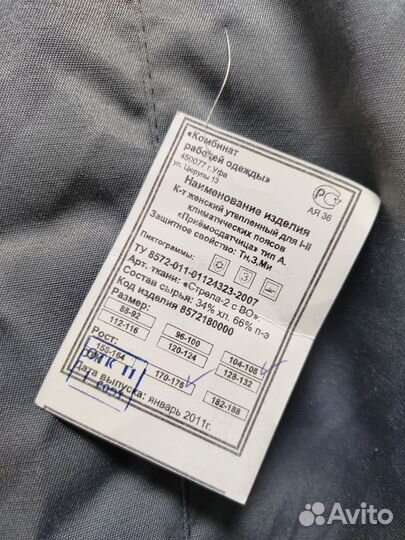 «Комбинат
рабочей одежды»
450077 г.Уфа
ул. Цюрупы 13
АЯ 36
Наименование изделия
К-т женский утепленный для I-II
климатических поясов
«Приёмосдатчица» тип А.
Защитное свойство: Тн,З,Ми
Пиктограммы:
3
ТУ 8572-011-01124323-2007
Арт. ткани: «Стрела-2 с ВО»
Состав сырья: 34% хл. 66% п-э
Код изделия 8572180000
Размер:
88-92 96-100 104-108
112-116 120-124 128-132
Рост:
158-164 170-176 182-188
ОТК 11
1 сорт
Дата выпуска: январь 2011г.
Avito